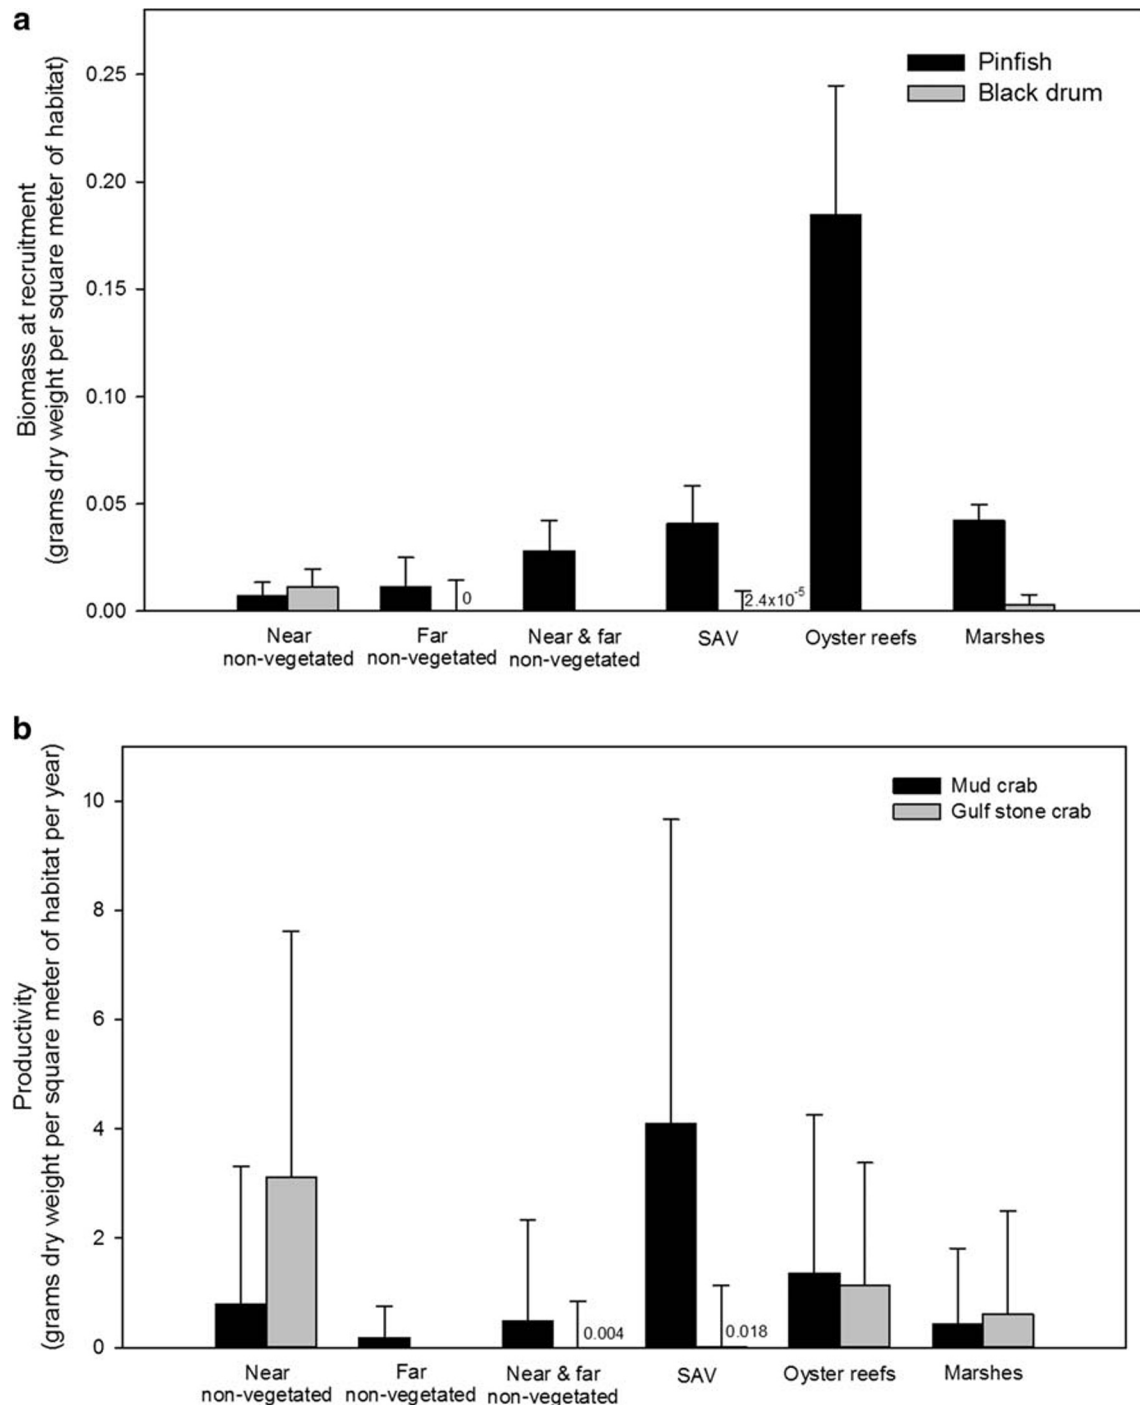 a
Biomass at recruitment
(grams dry weight per square meter of habitat)
0.25
0.20
0.15
0.10
0.05
0.00
Pinfish
Black drum
0
2.4x10⁻⁵
Near
non-vegetated
Far
non-vegetated
Near & far
non-vegetated
SAV
Oyster reefs
Marshes
b
Productivity
(grams dry weight per square meter of habitat per year)
10
8
6
4
2
0
Mud crab
Gulf stone crab
0.004
0.018
Near
non-vegetated
Far
non-vegetated
Near & far
non-vegetated
SAV
Oyster reefs
Marshes